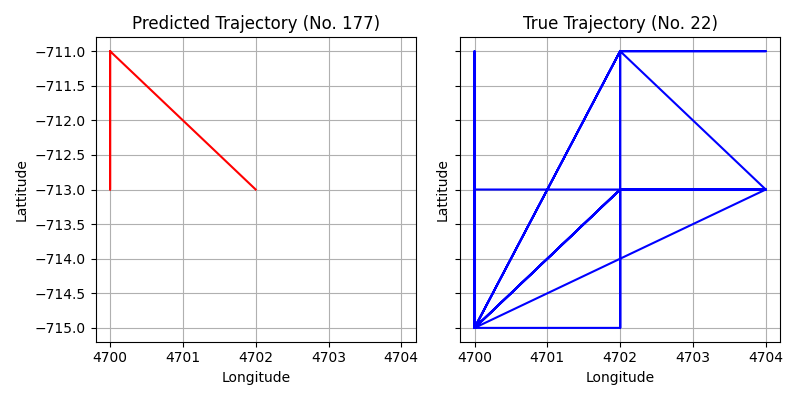 Predicted Trajectory (No. 177)
True Trajectory (No. 22)
−711.0
−711.5
−712.0
−712.5
−713.0
−713.5
−714.0
−714.5
−715.0
Lattitude
Lattitude
4700 4701 4702 4703 4704
4700 4701 4702 4703 4704
Longitude
Longitude